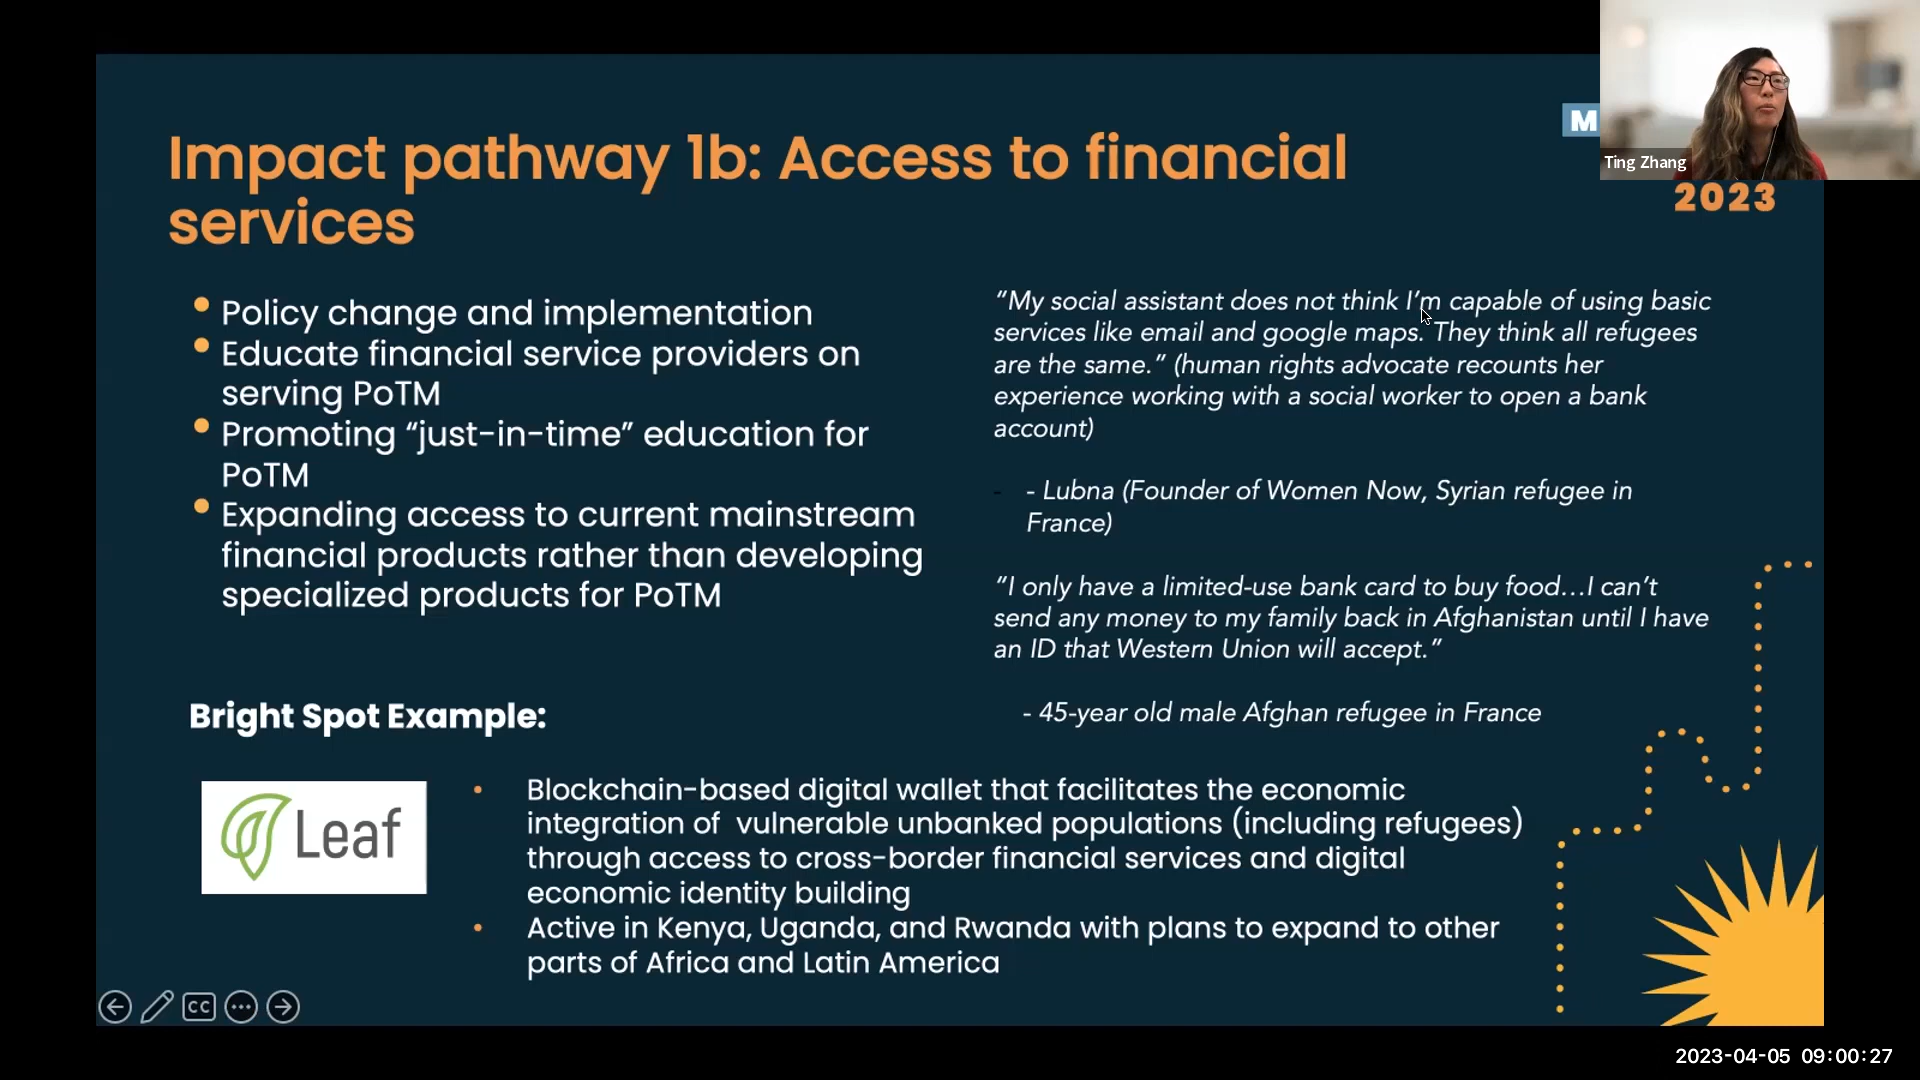 M
Ting Zhang
2023
Impact pathway 1b: Access to financial
services
Policy change and implementation
Educate financial service providers on
serving PoTM
Promoting “just-in-time” education for
PoTM
Expanding access to current mainstream
financial products rather than developing
specialized products for PoTM
“My social assistant does not think I’m capable of using basic
services like email and google maps. They think all refugees
are the same.” (human rights advocate recounts her
experience working with a social worker to open a bank
account)
- - Lubna (Founder of Women Now, Syrian refugee in
France)
“I only have a limited-use bank card to buy food…I can’t
send any money to my family back in Afghanistan until I have
an ID that Western Union will accept.”
- 45-year old male Afghan refugee in France
Bright Spot Example:
Leaf
Blockchain-based digital wallet that facilitates the economic
integration of  vulnerable unbanked populations (including refugees)
through access to cross-border financial services and digital
economic identity building
Active in Kenya, Uganda, and Rwanda with plans to expand to other
parts of Africa and Latin America
CC
2023-04-05 09:00:27